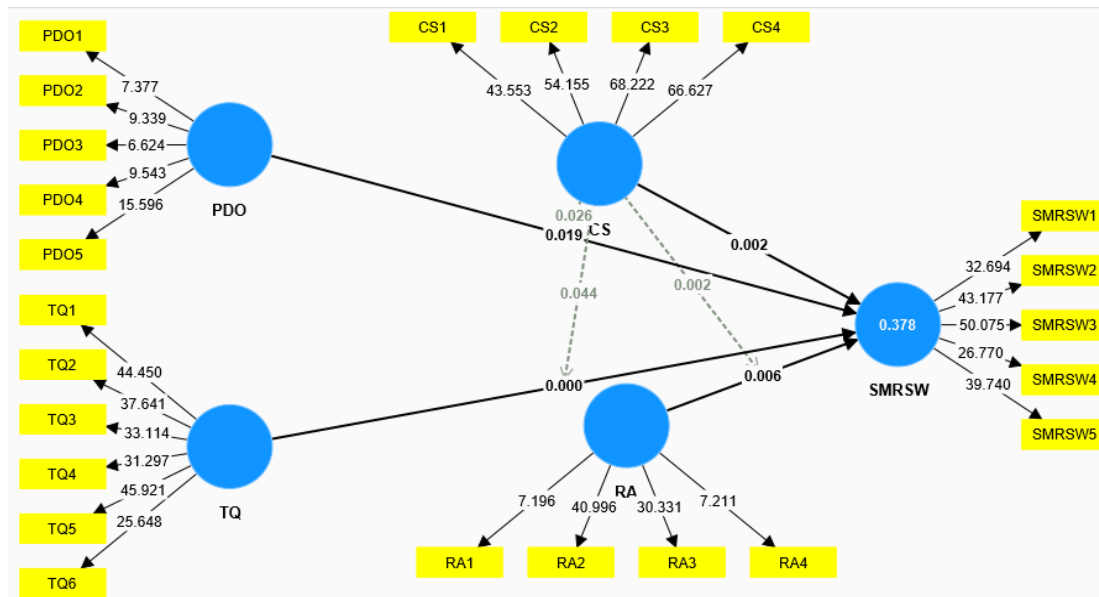 PDO1
PDO2
PDO3
PDO4
PDO5
7.377
9.339
6.624
9.543
15.596
PDO
CS1
CS2
CS3
CS4
43.553
54.155
68.222
66.627
CS
0.026
0.019
0.002
0.044
0.002
TQ1
TQ2
TQ3
TQ4
TQ5
TQ6
44.450
37.641
33.114
31.297
45.921
25.648
TQ
0.000
0.006
RA
7.196
40.996
30.331
7.211
RA1
RA2
RA3
RA4
0.378
SMRSW
32.694
43.177
50.075
26.770
39.740
SMRSW1
SMRSW2
SMRSW3
SMRSW4
SMRSW5